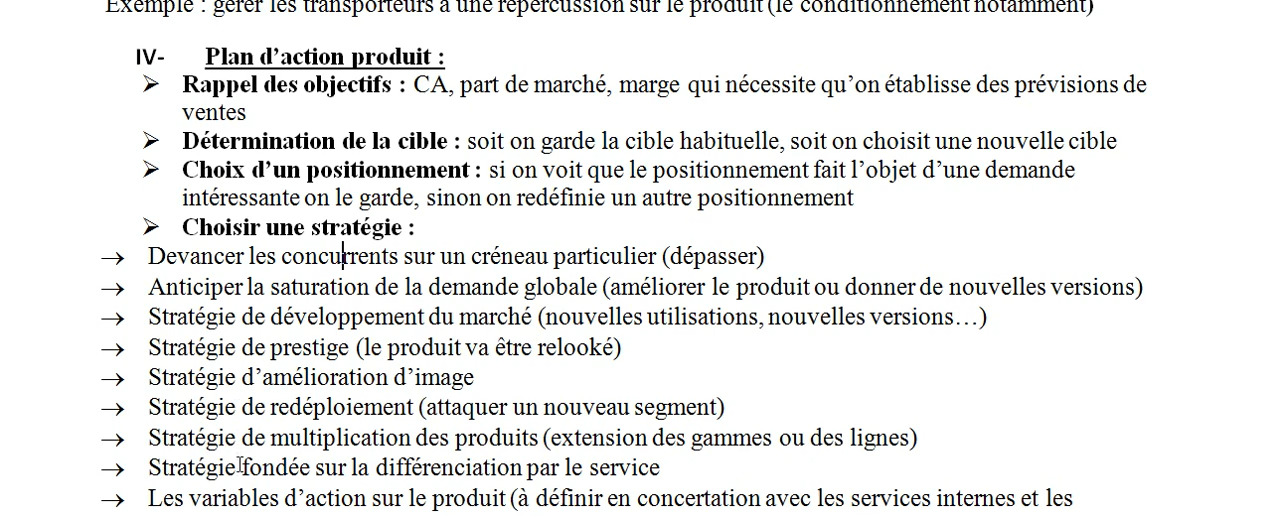 Exemple : gérer les transporteurs a une répercussion sur le produit (le conditionnement notamment)
IV- Plan d’action produit :
➢ Rappel des objectifs : CA, part de marché, marge qui nécessite qu’on établisse des prévisions de
ventes
➢ Détermination de la cible : soit on garde la cible habituelle, soit on choisit une nouvelle cible
➢ Choix d’un positionnement : si on voit que le positionnement fait l’objet d’une demande
intéressante on le garde, sinon on redéfinie un autre positionnement
➢ Choisir une stratégie :
→ Devancer les concurrents sur un créneau particulier (dépasser)
→ Anticiper la saturation de la demande globale (améliorer le produit ou donner de nouvelles versions)
→ Stratégie de développement du marché (nouvelles utilisations, nouvelles versions…)
→ Stratégie de prestige (le produit va être relooké)
→ Stratégie d’amélioration d’image
→ Stratégie de redéploiement (attaquer un nouveau segment)
→ Stratégie de multiplication des produits (extension des gammes ou des lignes)
→ Stratégie fondée sur la différenciation par le service
→ Les variables d’action sur le produit (à définir en concertation avec les services internes et les